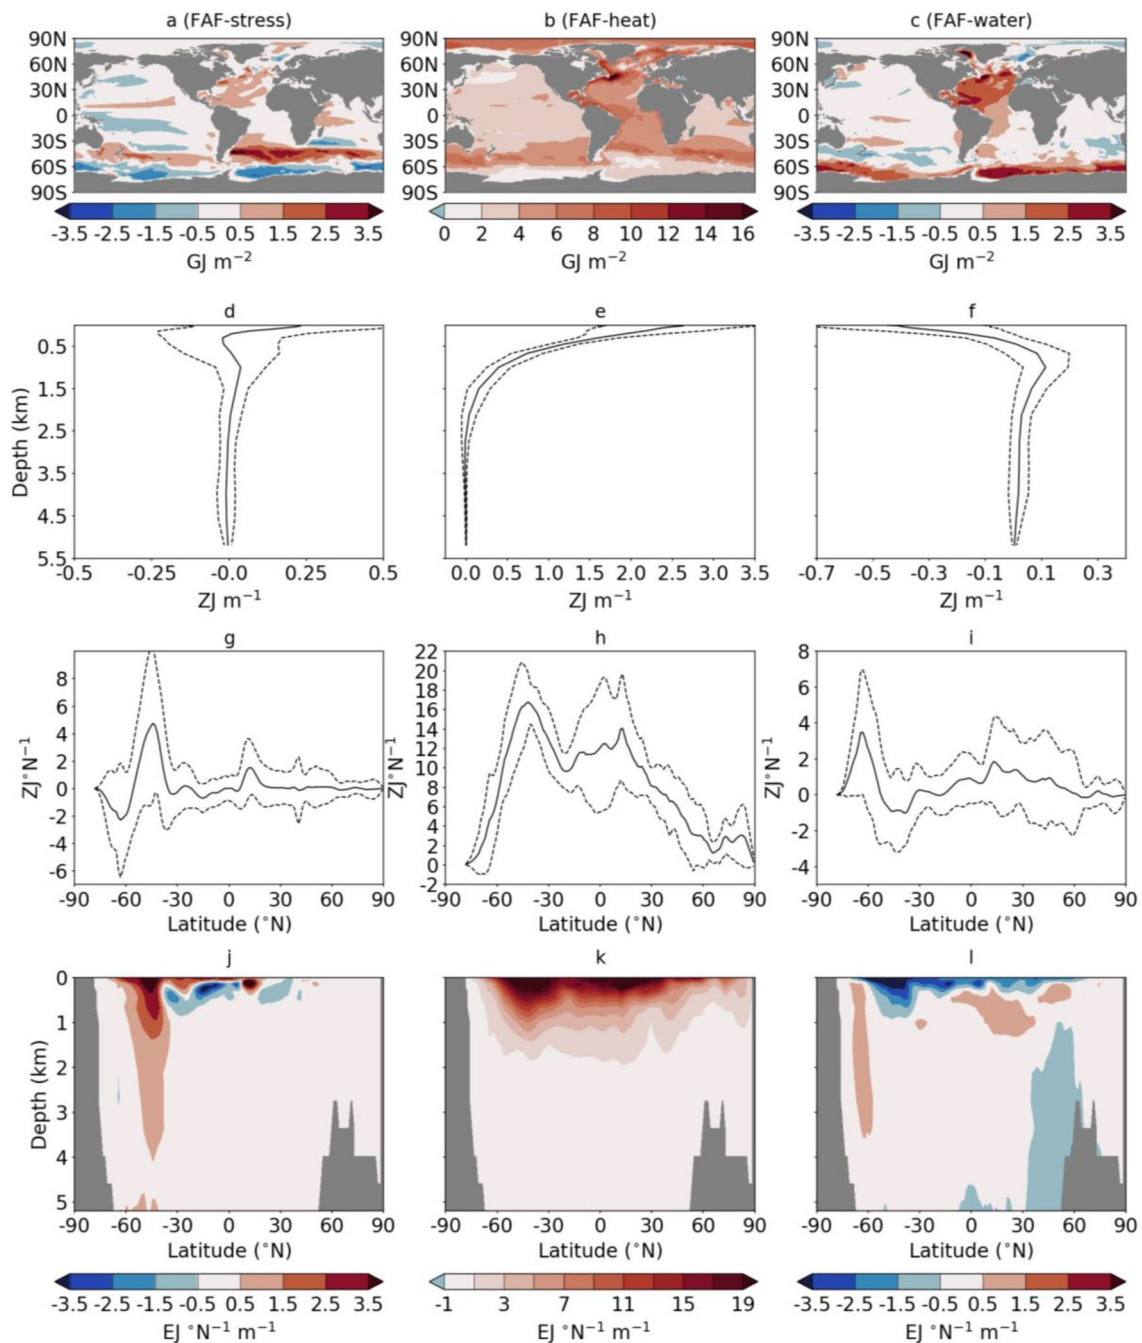 a (FAF-stress)
b (FAF-heat)
c (FAF-water)
90N
60N
30N
0
30S
60S
90S
90N
60N
30N
0
30S
60S
90S
90N
60N
30N
0
30S
60S
90S
-3.5 -2.5 -1.5 -0.5 0.5 1.5 2.5 3.5
GJ m⁻²
0 2 4 6 8 10 12 14 16
GJ m⁻²
-3.5 -2.5 -1.5 -0.5 0.5 1.5 2.5 3.5
GJ m⁻²
d
Depth (km)
0.5
1.5
2.5
3.5
4.5
5.5
-0.5 -0.25 -0.0 0.25 0.5
ZJ m⁻¹
e
0.0 0.5 1.0 1.5 2.0 2.5 3.0 3.5
ZJ m⁻¹
f
-0.7 -0.5 -0.3 -0.1 0.1 0.3
ZJ m⁻¹
g
ZJ°N⁻¹
8
6
4
2
0
-2
-4
-6
-90 -60 -30 0 30 60 90
Latitude (°N)
h
ZJ°N⁻¹
22
20
18
16
14
12
10
8
6
4
2
0
-2
-90 -60 -30 0 30 60 90
Latitude (°N)
i
ZJ°N⁻¹
8
6
4
2
0
-2
-4
-90 -60 -30 0 30 60 90
Latitude (°N)
j
Depth (km)
0
1
2
3
4
5
-90 -60 -30 0 30 60 90
Latitude (°N)
k
-90 -60 -30 0 30 60 90
Latitude (°N)
l
-90 -60 -30 0 30 60 90
Latitude (°N)
-3.5 -2.5 -1.5 -0.5 0.5 1.5 2.5 3.5
EJ °N⁻¹ m⁻¹
-1 3 7 11 15 19
EJ °N⁻¹ m⁻¹
-3.5 -2.5 -1.5 -0.5 0.5 1.5 2.5 3.5
EJ °N⁻¹ m⁻¹